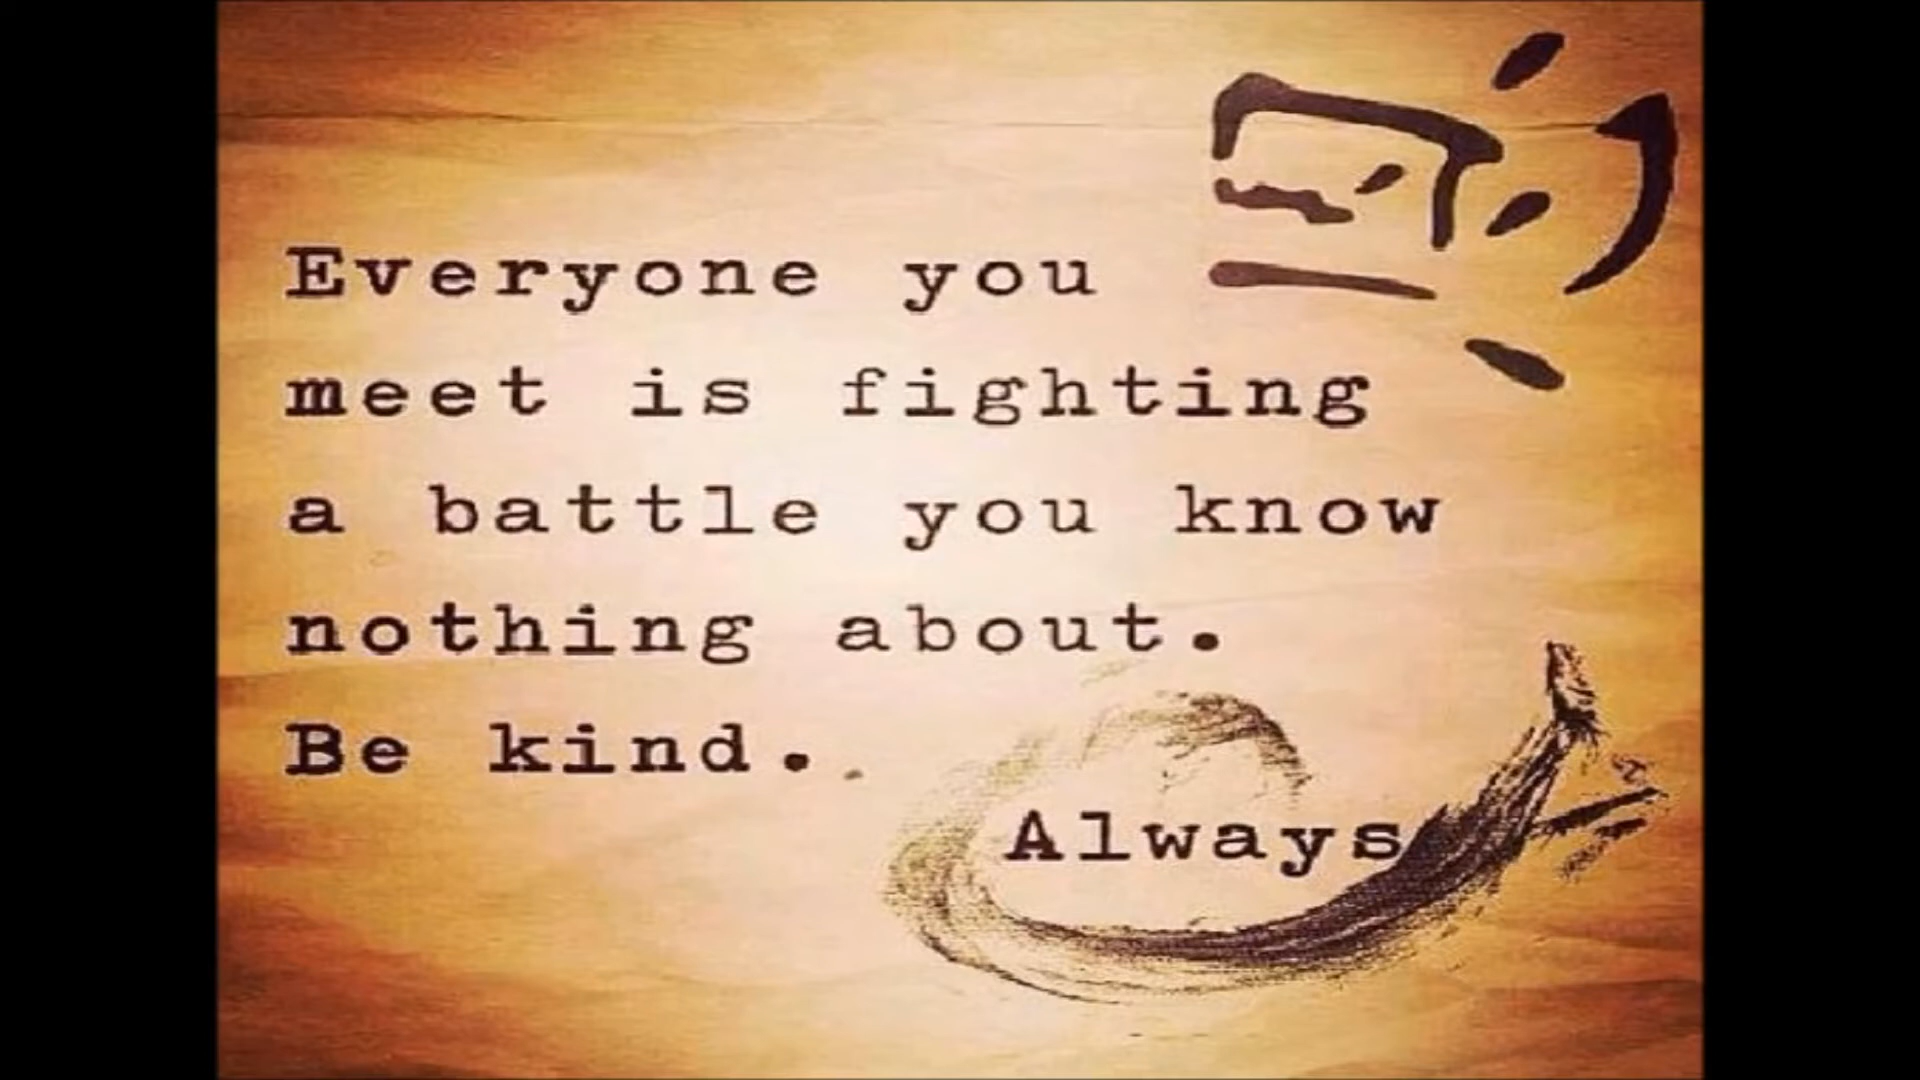 Everyone you
meet is fighting
a battle you know
nothing about.
Be kind.
Always